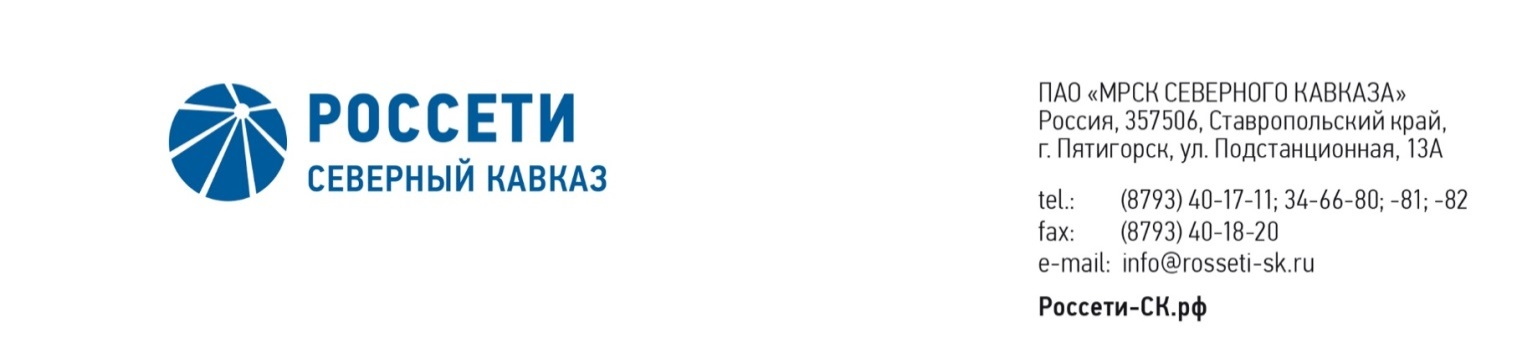 РОССЕТИ
СЕВЕРНЫЙ КАВКАЗ
ПАО «МРСК СЕВЕРНОГО КАВКАЗА»
Россия, 357506, Ставропольский край,
г. Пятигорск, ул. Подстанционная, 13А
tel.: (8793) 40-17-11; 34-66-80; -81; -82
fax: (8793) 40-18-20
e-mail: info@rosseti-sk.ru
Россети-СК.рф